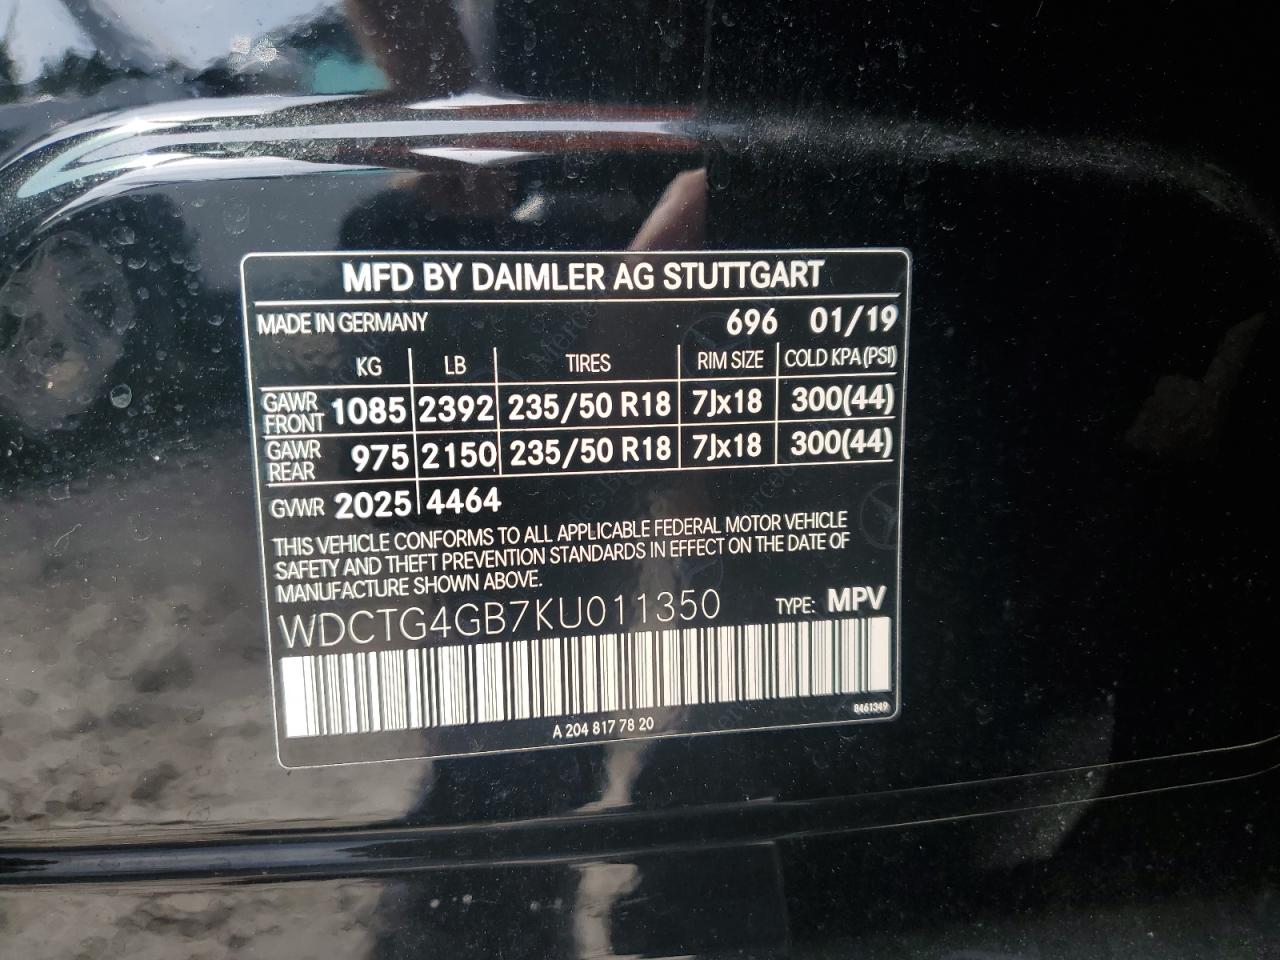 MFD BY DAIMLER AG STUTTGART
MADE IN GERMANY 696 01/19
KG LB TIRES RIM SIZE COLD KPA (PSI)
GAWR FRONT 1085 2392 235/50 R18 7Jx18 300(44)
GAWR REAR 975 2150 235/50 R18 7Jx18 300(44)
GVWR 2025 4464
THIS VEHICLE CONFORMS TO ALL APPLICABLE FEDERAL MOTOR VEHICLE
SAFETY AND THEFT PREVENTION STANDARDS IN EFFECT ON THE DATE OF
MANUFACTURE SHOWN ABOVE.
WDCTG4GB7KU011350 TYPE: MPV
A 204 817 78 20 8461349